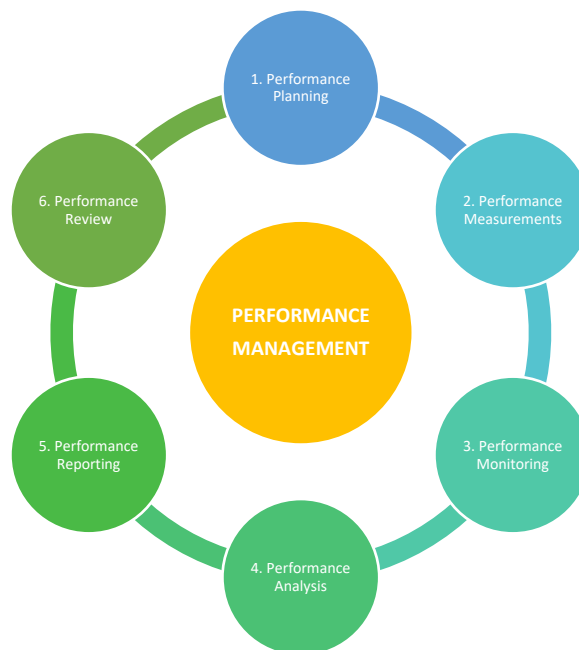 1. Performance
Planning
2. Performance
Measurements
3. Performance
Monitoring
4. Performance
Analysis
5. Performance
Reporting
6. Performance
Review
PERFORMANCE
MANAGEMENT